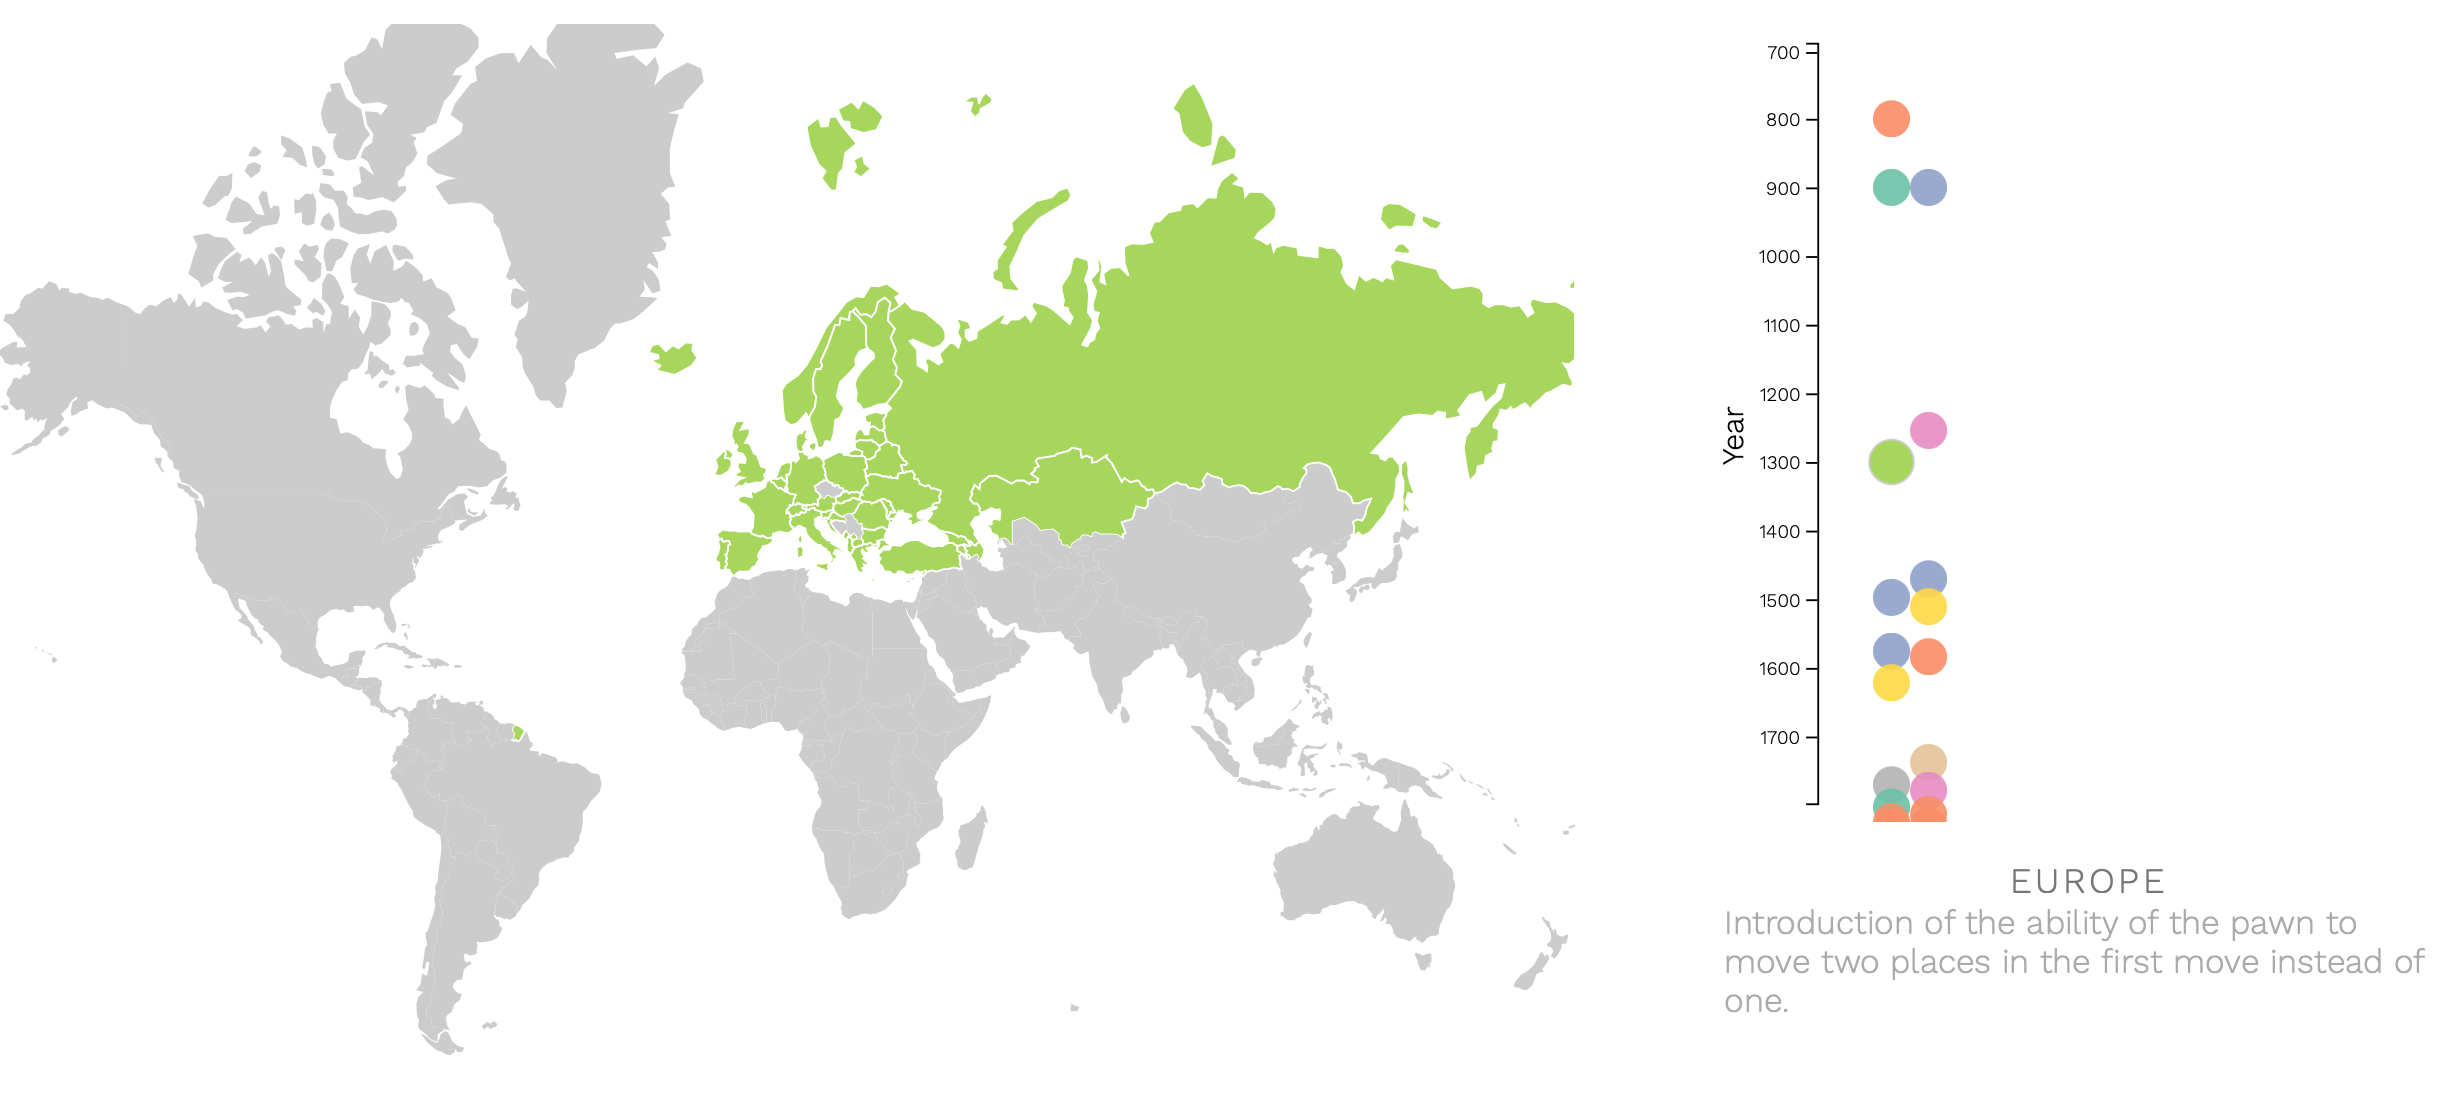 700
800
900
1000
1100
1200
Year
1300
1400
1500
1600
1700
EUROPE
Introduction of the ability of the pawn to
move two places in the first move instead of
one.